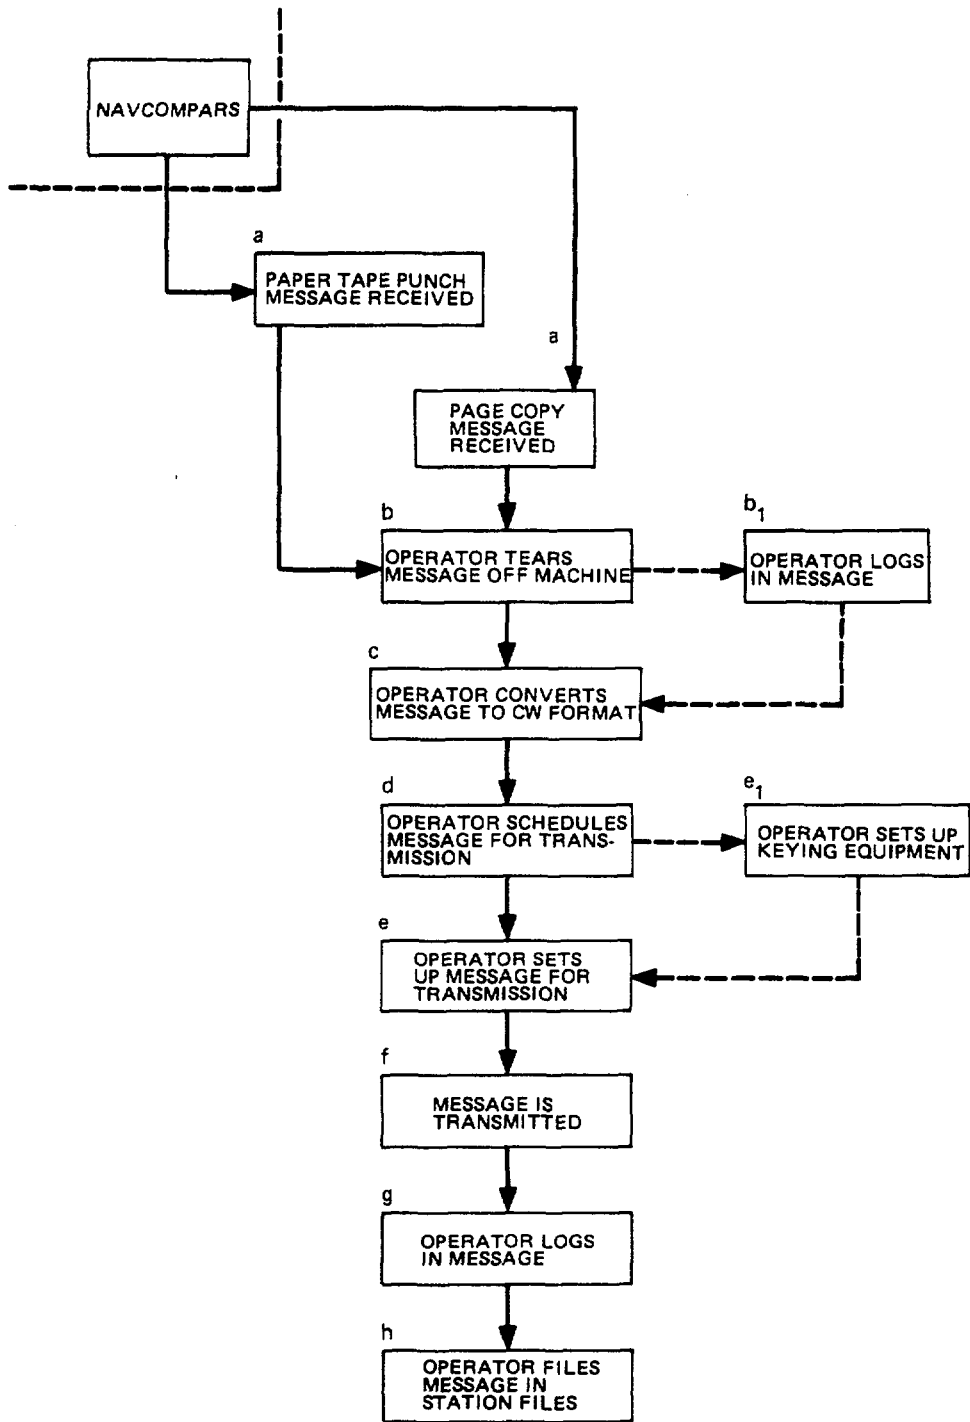 NAVCOMPARS
a
PAPER TAPE PUNCH
MESSAGE RECEIVED
a
PAGE COPY
MESSAGE
RECEIVED
b
OPERATOR TEARS
MESSAGE OFF MACHINE
b1
OPERATOR LOGS
IN MESSAGE
c
OPERATOR CONVERTS
MESSAGE TO CW FORMAT
d
OPERATOR SCHEDULES
MESSAGE FOR TRANS-
MISSION
e1
OPERATOR SETS UP
KEYING EQUIPMENT
e
OPERATOR SETS
UP MESSAGE FOR
TRANSMISSION
f
MESSAGE IS
TRANSMITTED
g
OPERATOR LOGS
IN MESSAGE
h
OPERATOR FILES
MESSAGE IN
STATION FILES